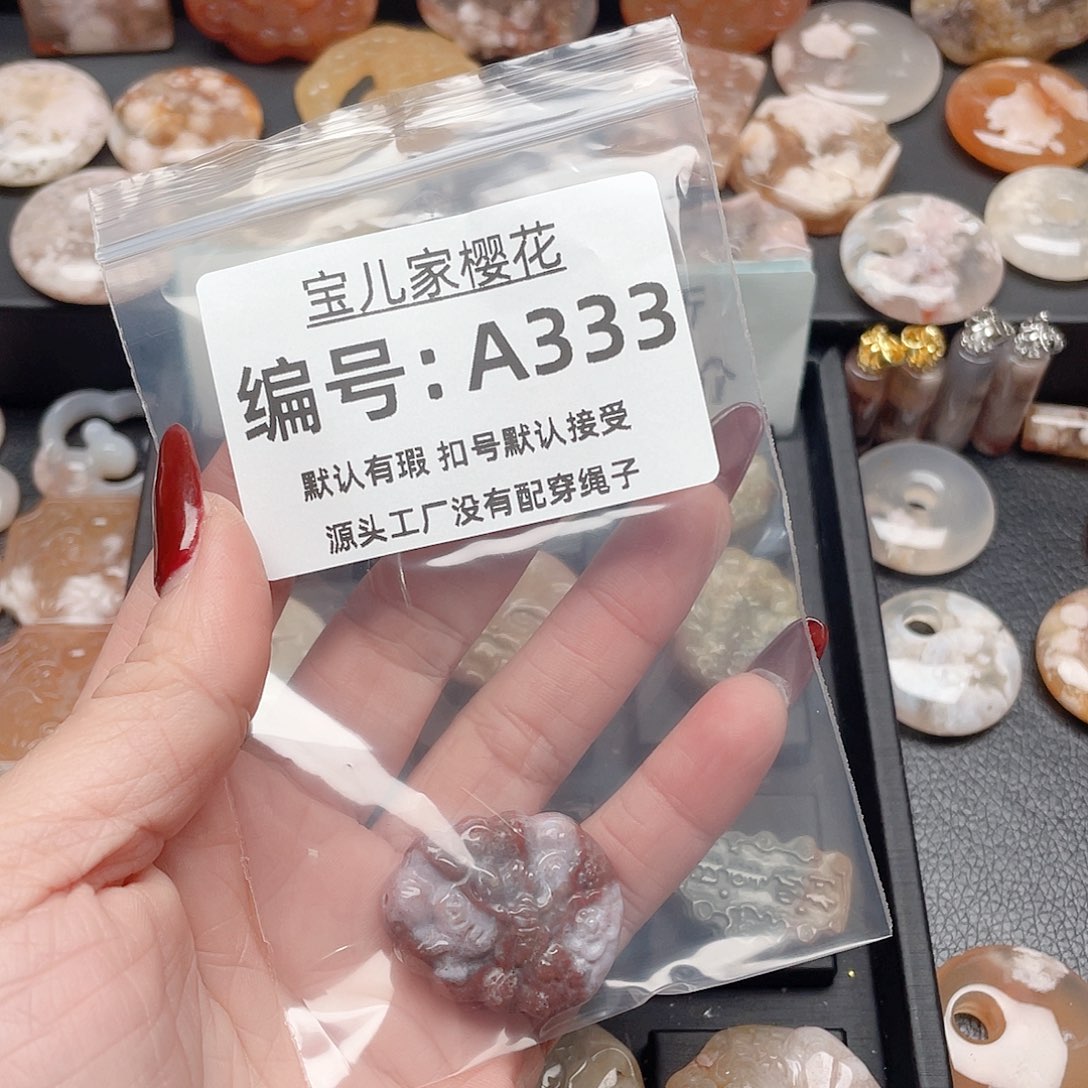 宝儿家樱花
编号：A333
默认有瑕 扣号默认接受
源头工厂没有配穿绳子